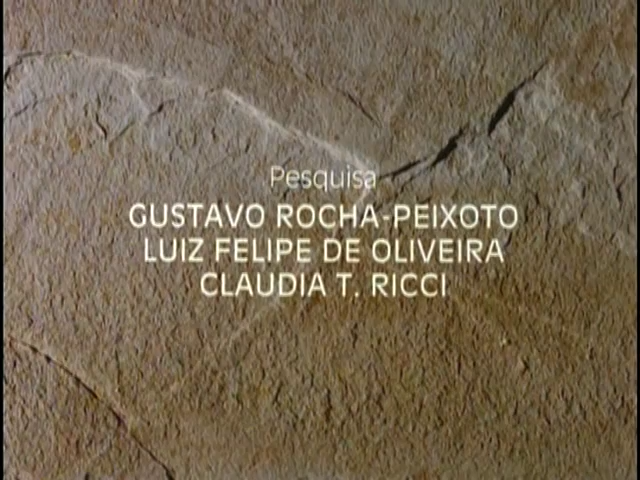 Pesquisa
GUSTAVO ROCHA-PEIXOTO
LUIZ FELIPE DE OLIVEIRA
CLAUDIA T. RICCI